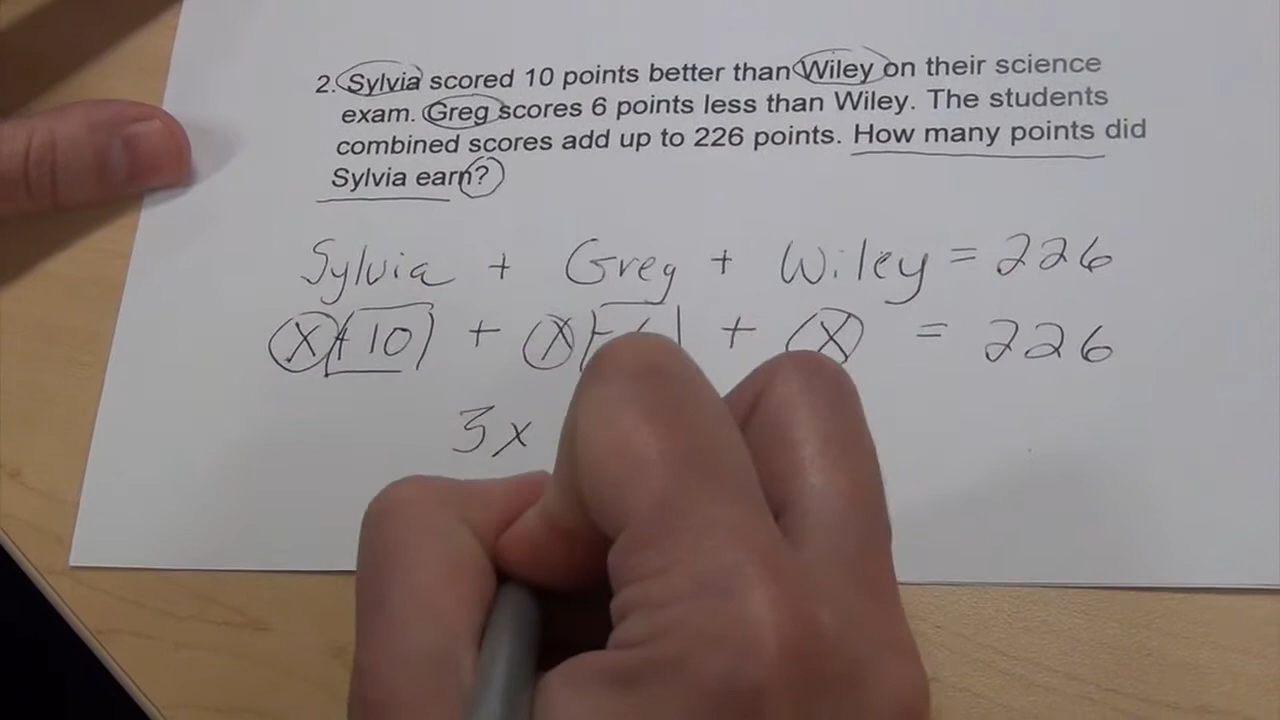 2. Sylvia scored 10 points better than Wiley on their science
exam. Greg scores 6 points less than Wiley. The students
combined scores add up to 226 points. How many points did
Sylvia earn?
Sylvia + Greg + Wiley = 226
x + 10 + x - + x = 226
3x